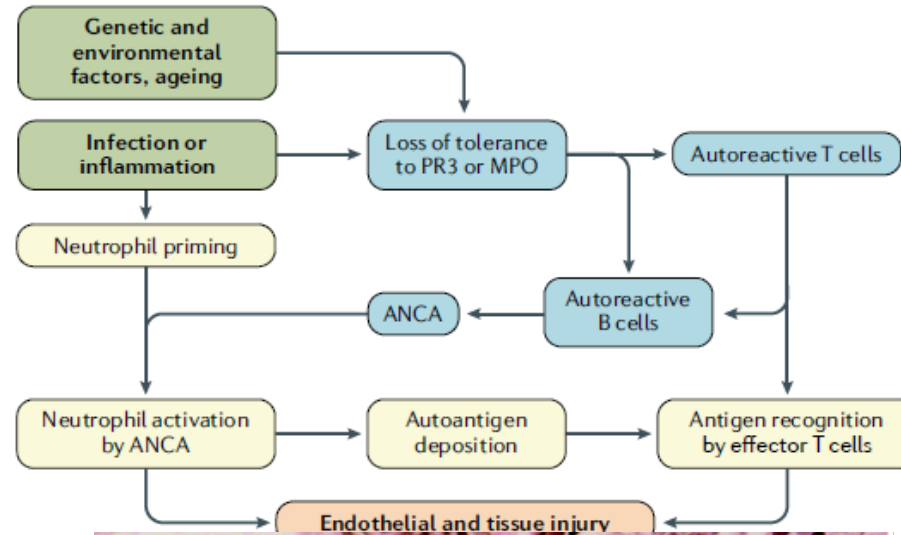 Genetic and
environmental
factors, ageing
Infection or
inflammation
Loss of tolerance
to PR3 or MPO
Autoreactive T cells
Neutrophil priming
ANCA
Autoreactive
B cells
Neutrophil activation
by ANCA
Autoantigen
deposition
Antigen recognition
by effector T cells
Endothelial and tissue injury